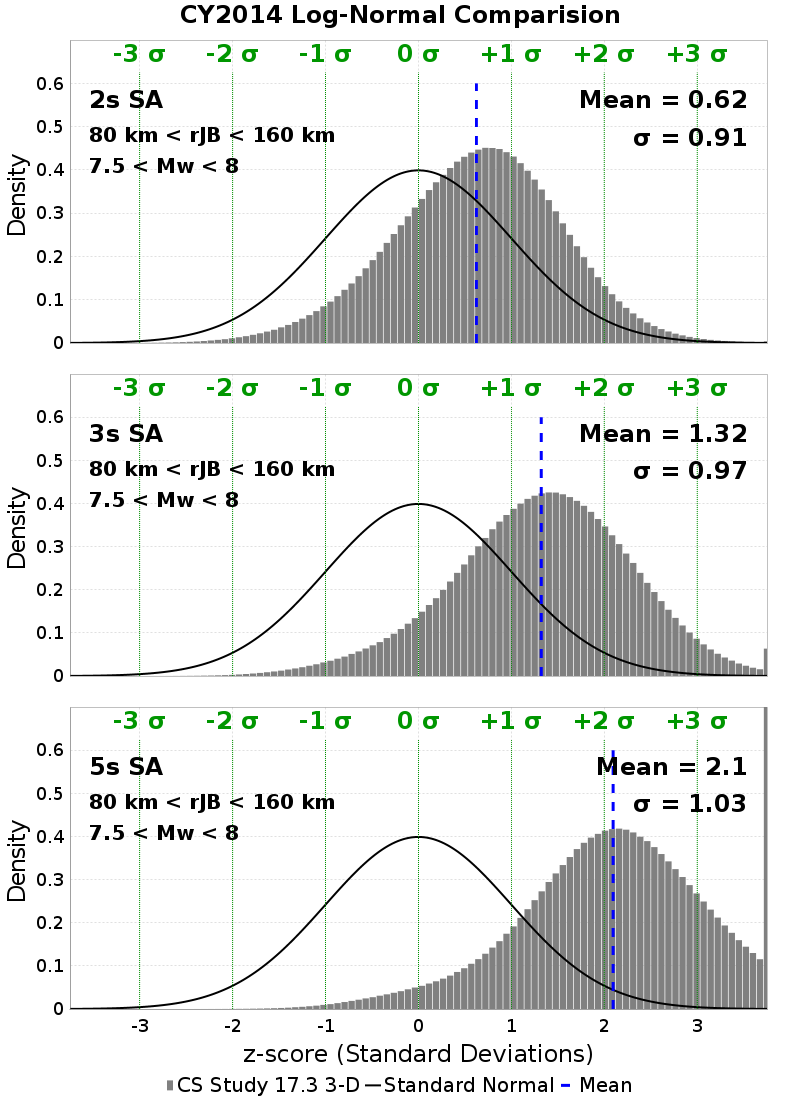 CY2014 Log-Normal Comparision
-3 σ -2 σ -1 σ 0 σ +1 σ +2 σ +3 σ
2s SA
80 km < rJB < 160 km
7.5 < Mw < 8
Mean = 0.62
σ = 0.91
Density
0.6
0.5
0.4
0.3
0.2
0.1
0
-3 σ -2 σ -1 σ 0 σ +1 σ +2 σ +3 σ
3s SA
80 km < rJB < 160 km
7.5 < Mw < 8
Mean = 1.32
σ = 0.97
Density
0.6
0.5
0.4
0.3
0.2
0.1
0
-3 σ -2 σ -1 σ 0 σ +1 σ +2 σ +3 σ
5s SA
80 km < rJB < 160 km
7.5 < Mw < 8
Mean = 2.1
σ = 1.03
Density
0.6
0.5
0.4
0.3
0.2
0.1
0
-3 -2 -1 0 1 2 3
z-score (Standard Deviations)
CS Study 17.3 3-D Standard Normal Mean